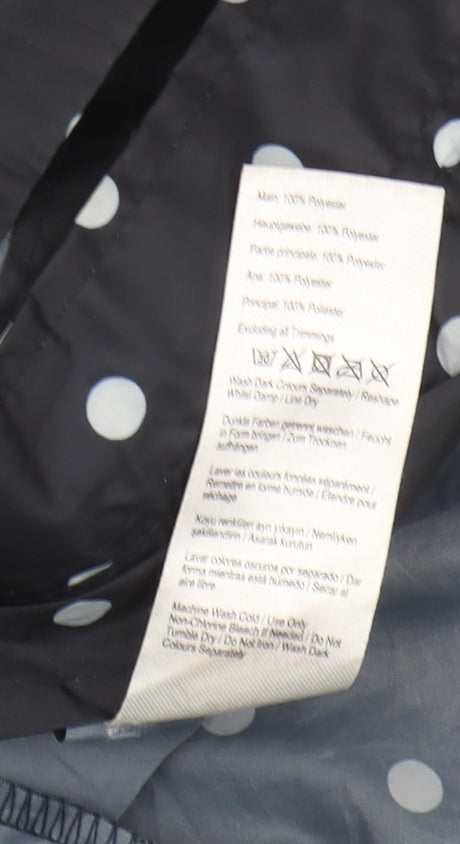 Main: 100% Polyester
Hauptgewebe: 100% Polyester
Partie principale: 100% Polyester
Ana: 100% Polyester
Principal: 100% Poliéster
Excluding all Trimmings
30
Wash Dark Colours Separately / Reshape
Whilst Damp / Line Dry
Dunkle Farben getrennt waschen / Feucht
in Form bringen / Zum Trocknen
aufhängen
Laver les couleurs foncées séparément /
Remettre en forme humide / Étendre pour
séchage
Koyu renklileri ayrı yıkayın / Nemliyken
şekillendirin / Asarak kurutun
Lavar colores oscuros por separado / Dar
forma mientras está húmedo / Secar al
aire libre
Machine Wash Cold / Use Only
Non-Chlorine Bleach If Needed / Do Not
Tumble Dry / Do Not Iron / Wash Dark
Colours Separately